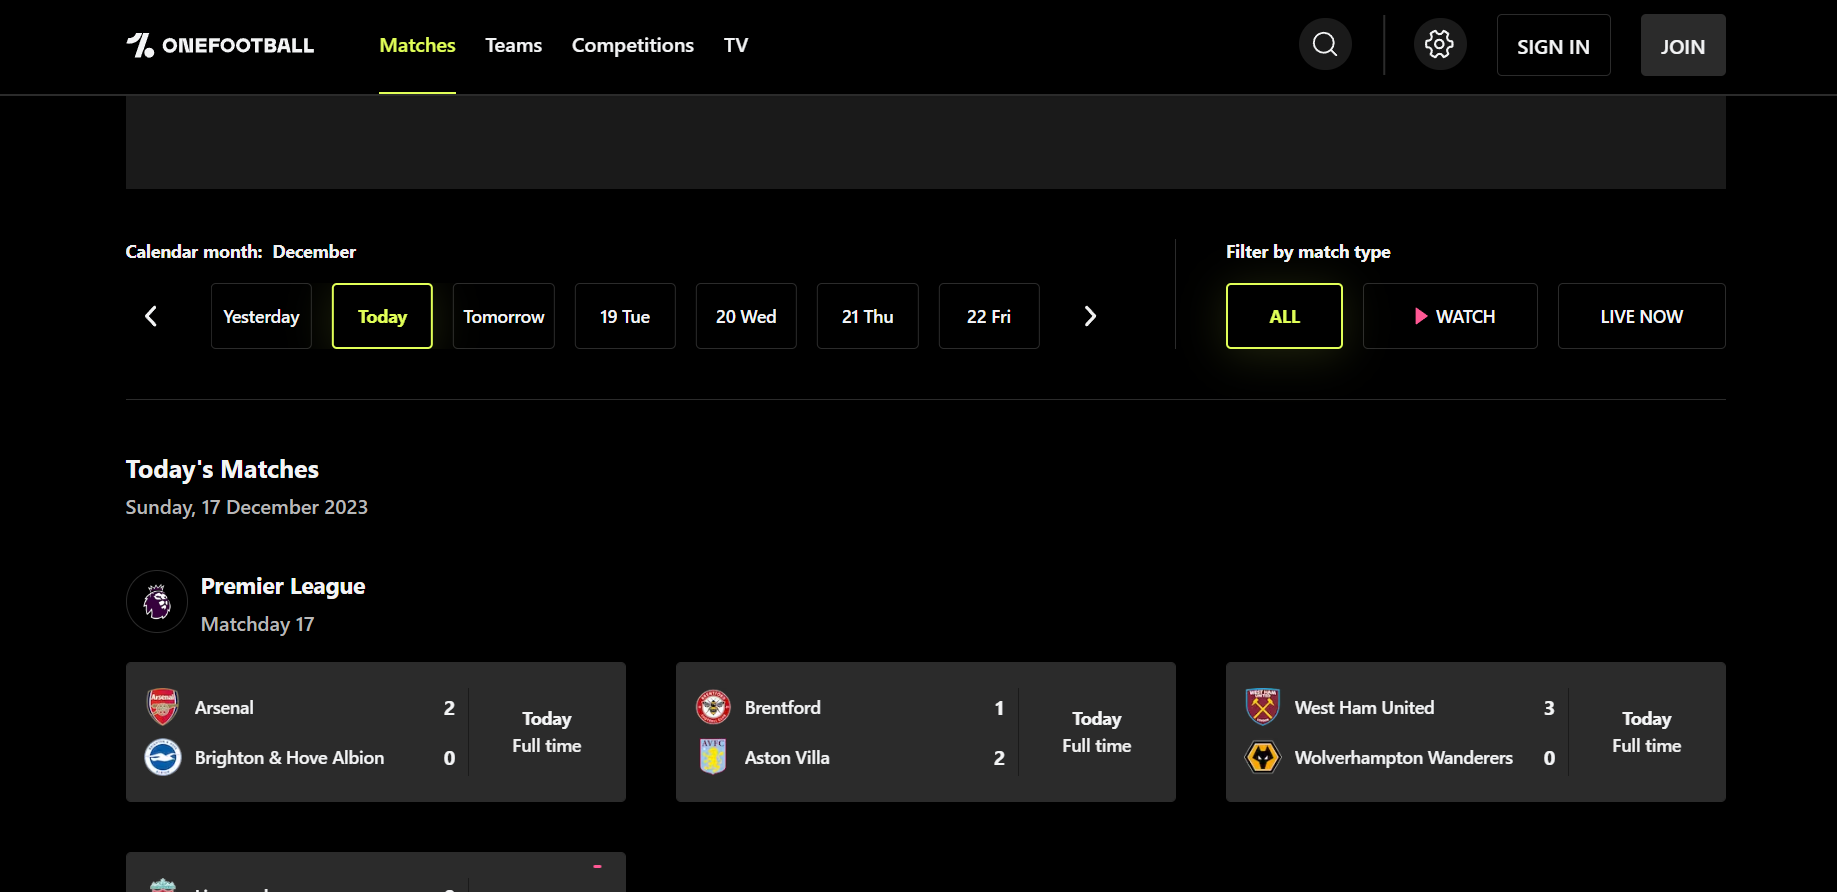 ONEFOOTBALL Matches Teams Competitions TV SIGN IN JOIN
Calendar month: December
Filter by match type
Yesterday Today Tomorrow 19 Tue 20 Wed 21 Thu 22 Fri
ALL WATCH LIVE NOW
Today's Matches
Sunday, 17 December 2023
Premier League
Matchday 17
Arsenal 2
Brighton & Hove Albion 0
Today
Full time
Brentford 1
Aston Villa 2
Today
Full time
West Ham United 3
Wolverhampton Wanderers 0
Today
Full time